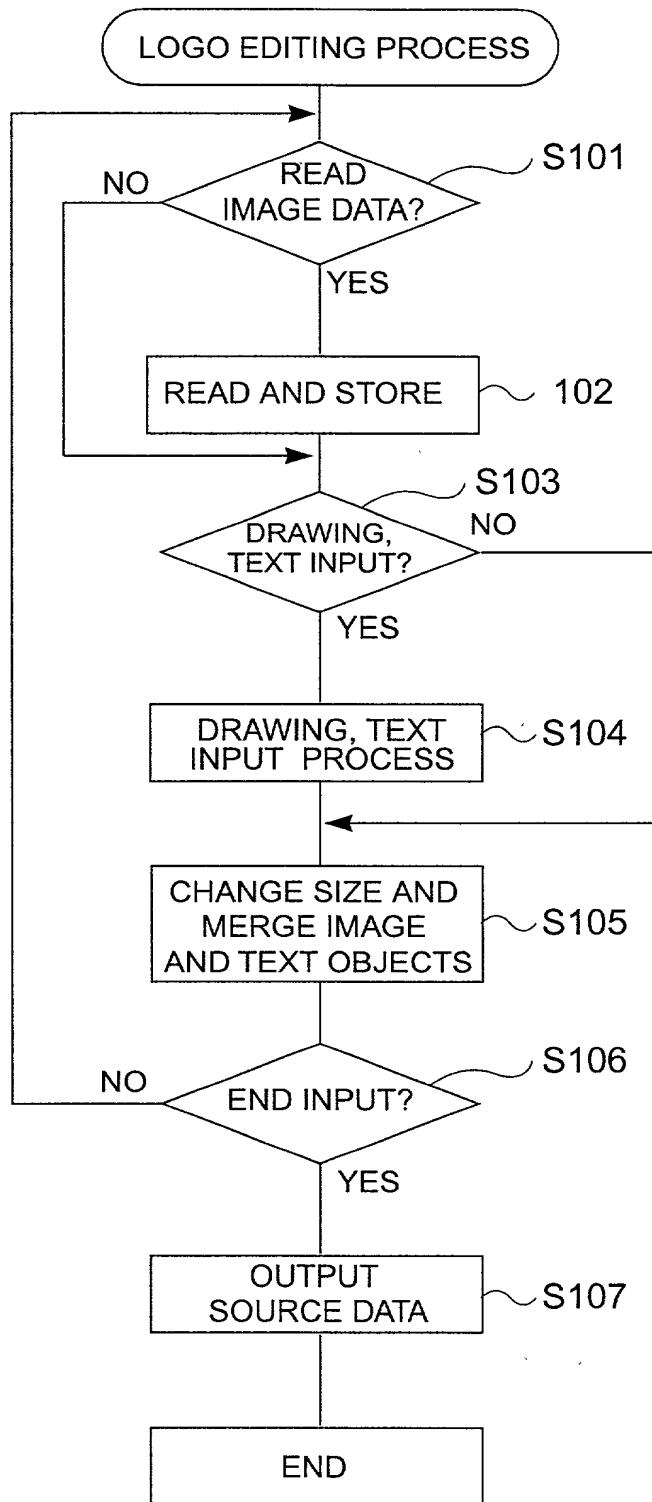 LOGO EDITING PROCESS
S101
READ
IMAGE DATA?
NO
YES
READ AND STORE
102
S103
DRAWING,
TEXT INPUT?
NO
YES
DRAWING, TEXT
INPUT PROCESS
S104
CHANGE SIZE AND
MERGE IMAGE
AND TEXT OBJECTS
S105
S106
NO
END INPUT?
YES
OUTPUT
SOURCE DATA
S107
END